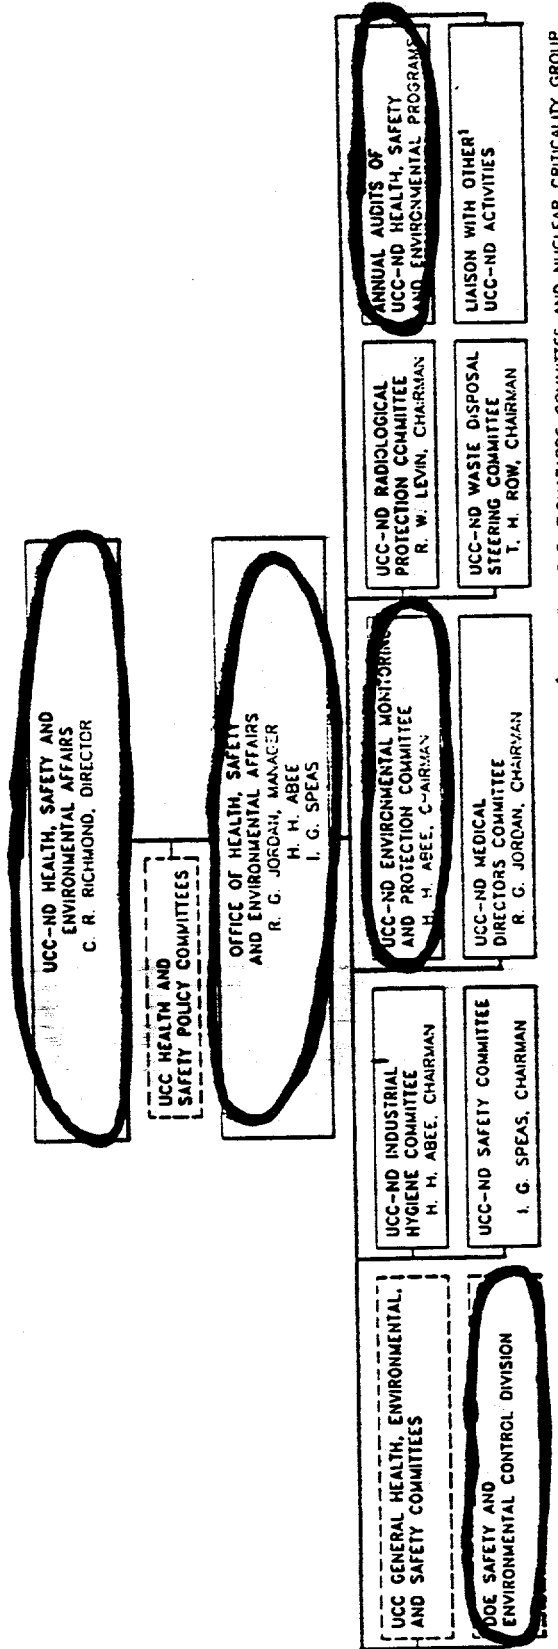 UCC-ND HEALTH, SAFETY AND
ENVIRONMENTAL AFFAIRS
C. R. RICHMOND, DIRECTOR
UCC HEALTH AND
SAFETY POLICY COMMITTEES
OFFICE OF HEALTH, SAFETY
AND ENVIRONMENTAL AFFAIRS
R. G. JORDAN, MANAGER
H. H. ABEE
I. G. SPEAS
UCC GENERAL HEALTH, ENVIRONMENTAL,
AND SAFETY COMMITTEES
DOE SAFETY AND
ENVIRONMENTAL CONTROL DIVISION
UCC-ND INDUSTRIAL¹
HYGIENE COMMITTEE
H. H. ABEE, CHAIRMAN
UCC-ND SAFETY COMMITTEE
I. G. SPEAS, CHAIRMAN
UCC-ND ENVIRONMENTAL MONITORING
AND PROTECTION COMMITTEE
H. H. ABEE, CHAIRMAN
UCC-ND MEDICAL
DIRECTORS COMMITTEE
R. G. JORDAN, CHAIRMAN
UCC-ND RADIOLOGICAL
PROTECTION COMMITTEE
R. W. LEVIN, CHAIRMAN
UCC-ND WASTE DISPOSAL
STEERING COMMITTEE
T. H. ROW, CHAIRMAN
ANNUAL AUDITS OF
UCC-ND HEALTH, SAFETY
AND ENVIRONMENTAL PROGRAMS
LIAISON WITH OTHER¹
UCC-ND ACTIVITIES
COMMITTEE AND NUCLEAR CRITICALITY GROUP